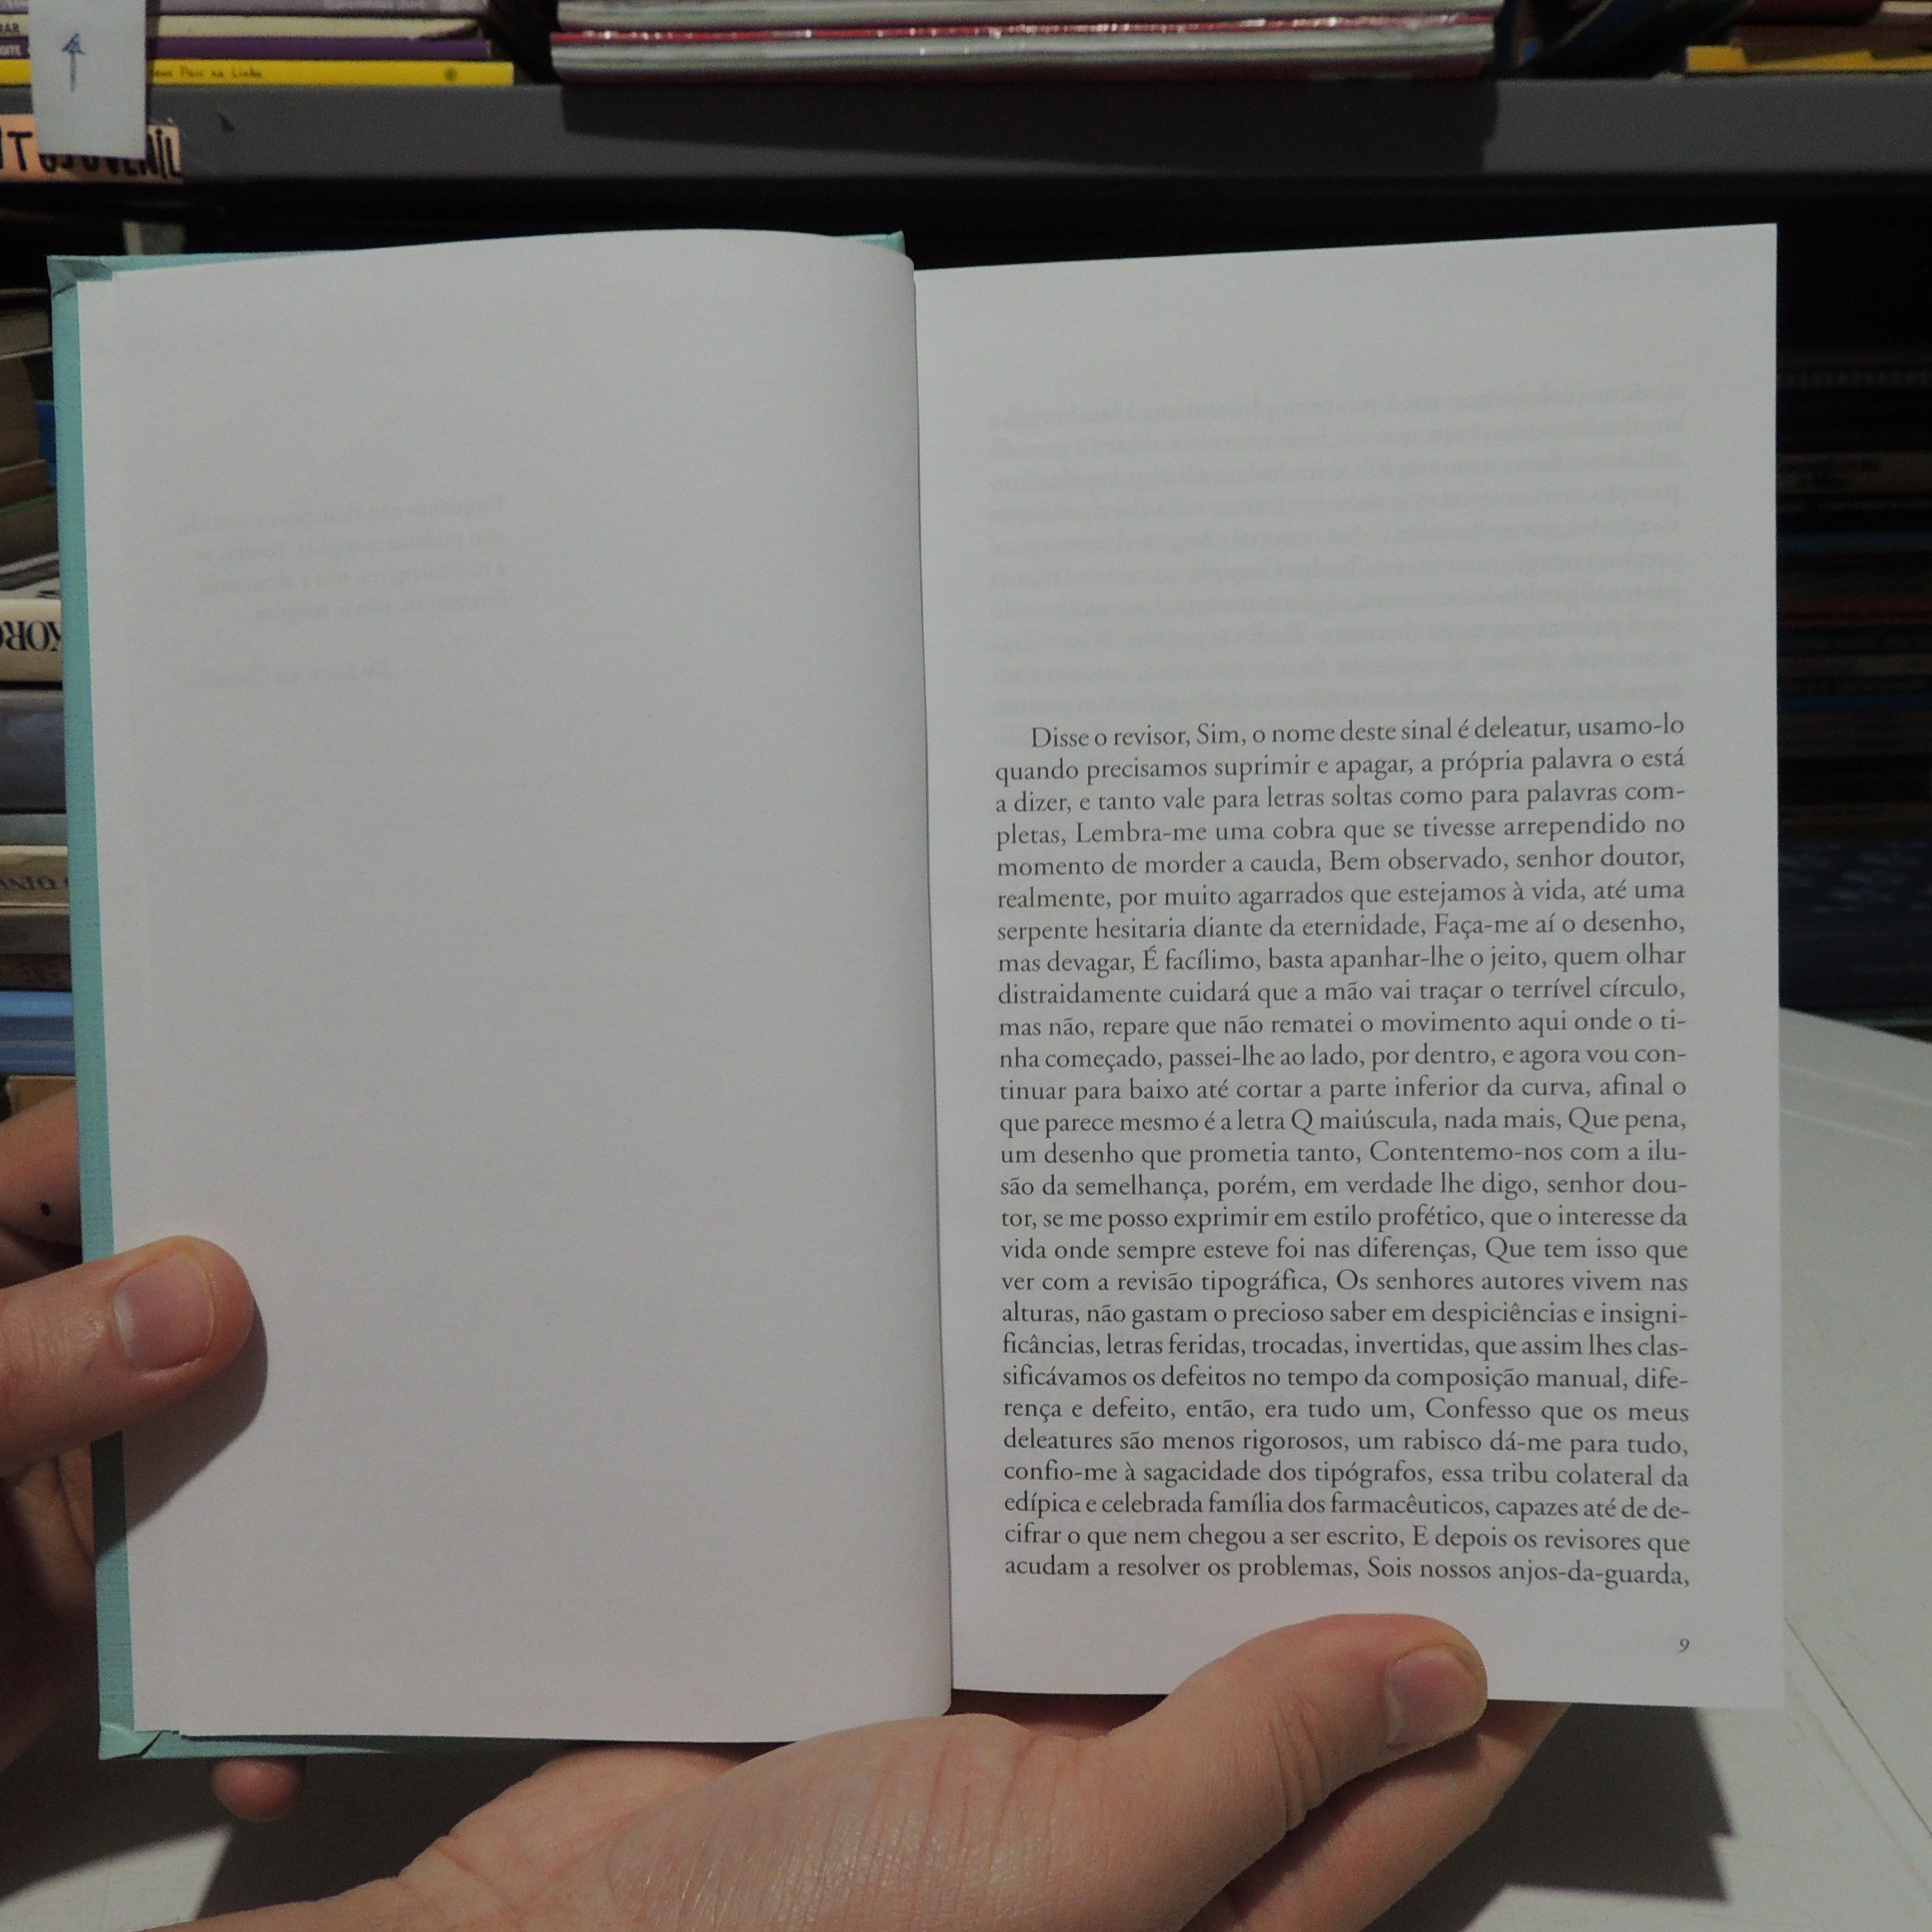 RAR
GITE
seus Pais na Linha
JUVENIL
Disse o revisor, Sim, o nome deste sinal é deleatur, usamo-lo
quando precisamos suprimir e apagar, a própria palavra o está
a dizer, e tanto vale para letras soltas como para palavras com-
pletas, Lembra-me uma cobra que se tivesse arrependido no
momento de morder a cauda, Bem observado, senhor doutor,
realmente, por muito agarrados que estejamos à vida, até uma
serpente hesitaria diante da eternidade, Faça-me aí o desenho,
mas devagar, É facílimo, basta apanhar-lhe o jeito, quem olhar
distraidamente cuidará que a mão vai traçar o terrível círculo,
mas não, repare que não rematei o movimento aqui onde o ti-
nha começado, passei-lhe ao lado, por dentro, e agora vou con-
tinuar para baixo até cortar a parte inferior da curva, afinal o
que parece mesmo é a letra Q maiúscula, nada mais, Que pena,
um desenho que prometia tanto, Contentemo-nos com a ilu-
são da semelhança, porém, em verdade lhe digo, senhor dou-
tor, se me posso exprimir em estilo profético, que o interesse da
vida onde sempre esteve foi nas diferenças, Que tem isso que
ver com a revisão tipográfica, Os senhores autores vivem nas
alturas, não gastam o precioso saber em despiciências e insigni-
ficâncias, letras feridas, trocadas, invertidas, que assim lhes clas-
sificávamos os defeitos no tempo da composição manual, dife-
rença e defeito, então, era tudo um, Confesso que os meus
deleatures são menos rigorosos, um rabisco dá-me para tudo,
confio-me à sagacidade dos tipógrafos, essa tribu colateral da
edípica e celebrada família dos farmacêuticos, capazes até de de-
cifrar o que nem chegou a ser escrito, E depois os revisores que
acudam a resolver os problemas, Sois nossos anjos-da-guarda,
9